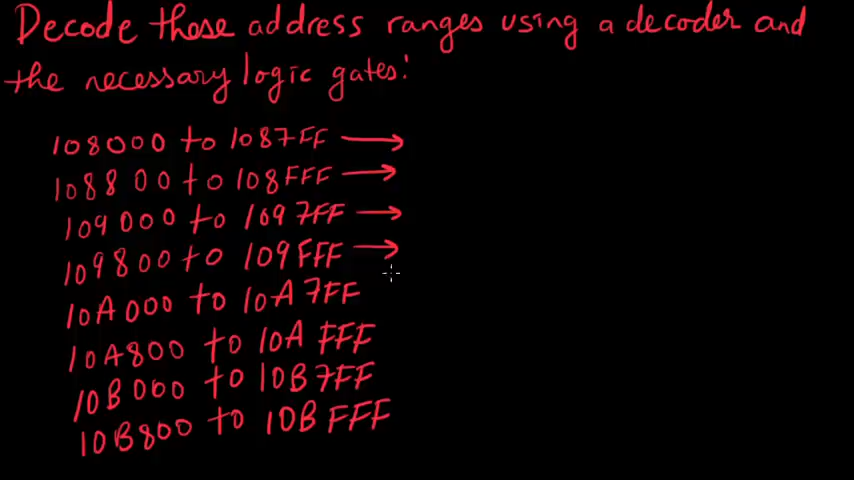 Decode these address ranges using a decoder and
the necessary logic gates:
108000 to 1087FF →
108800 to 108FFF →
109000 to 1097FF →
109800 to 109FFF →
10A000 to 10A7FF
10A800 to 10AFFF
10B000 to 10B7FF
10B800 to 10BFFF